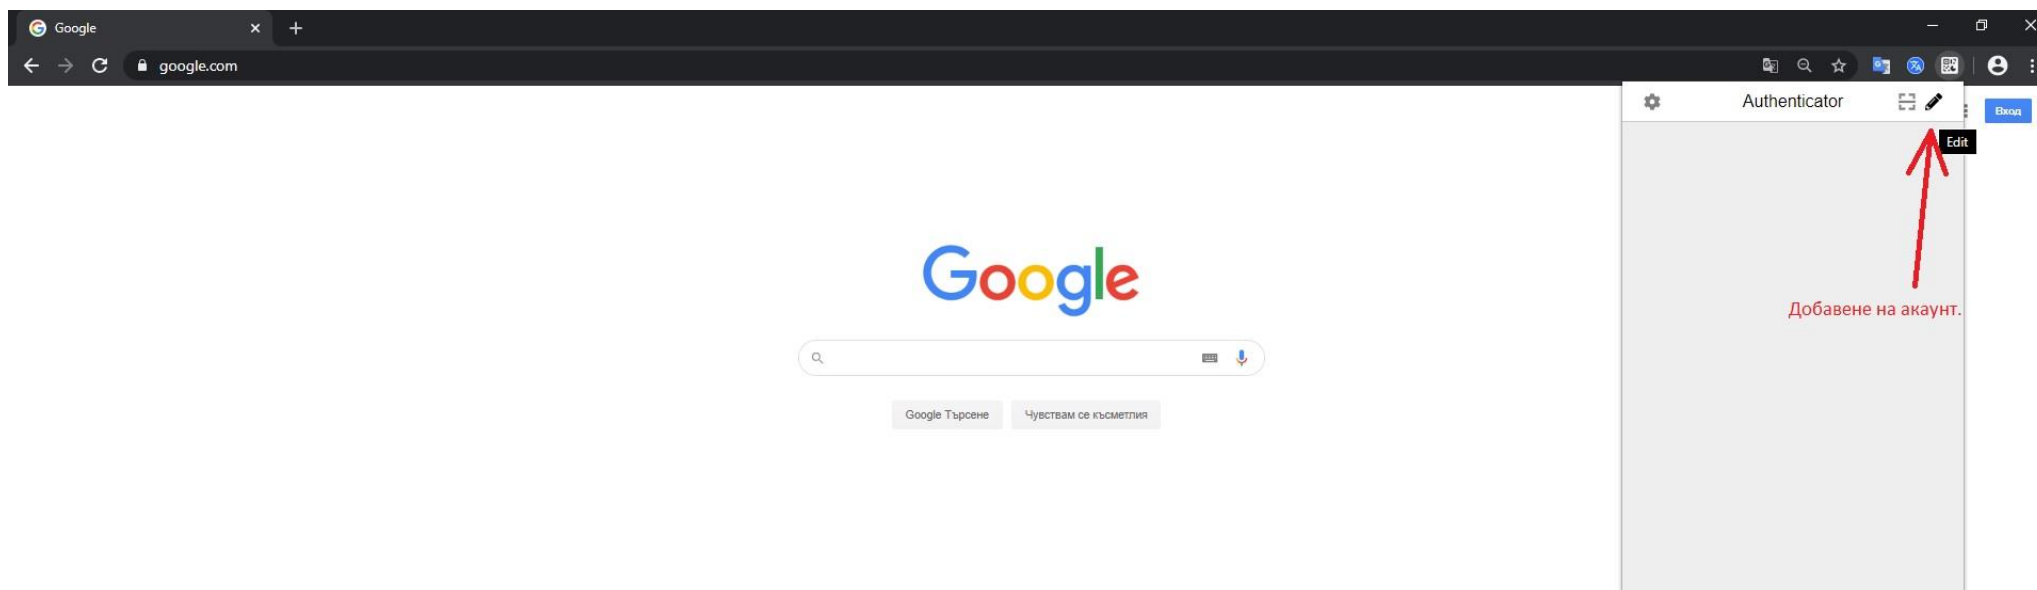 Google
google.com
Authenticator
Вход
Edit
Google
Добавене на акаунт.
Google Търсене
Чувствам се късметлия